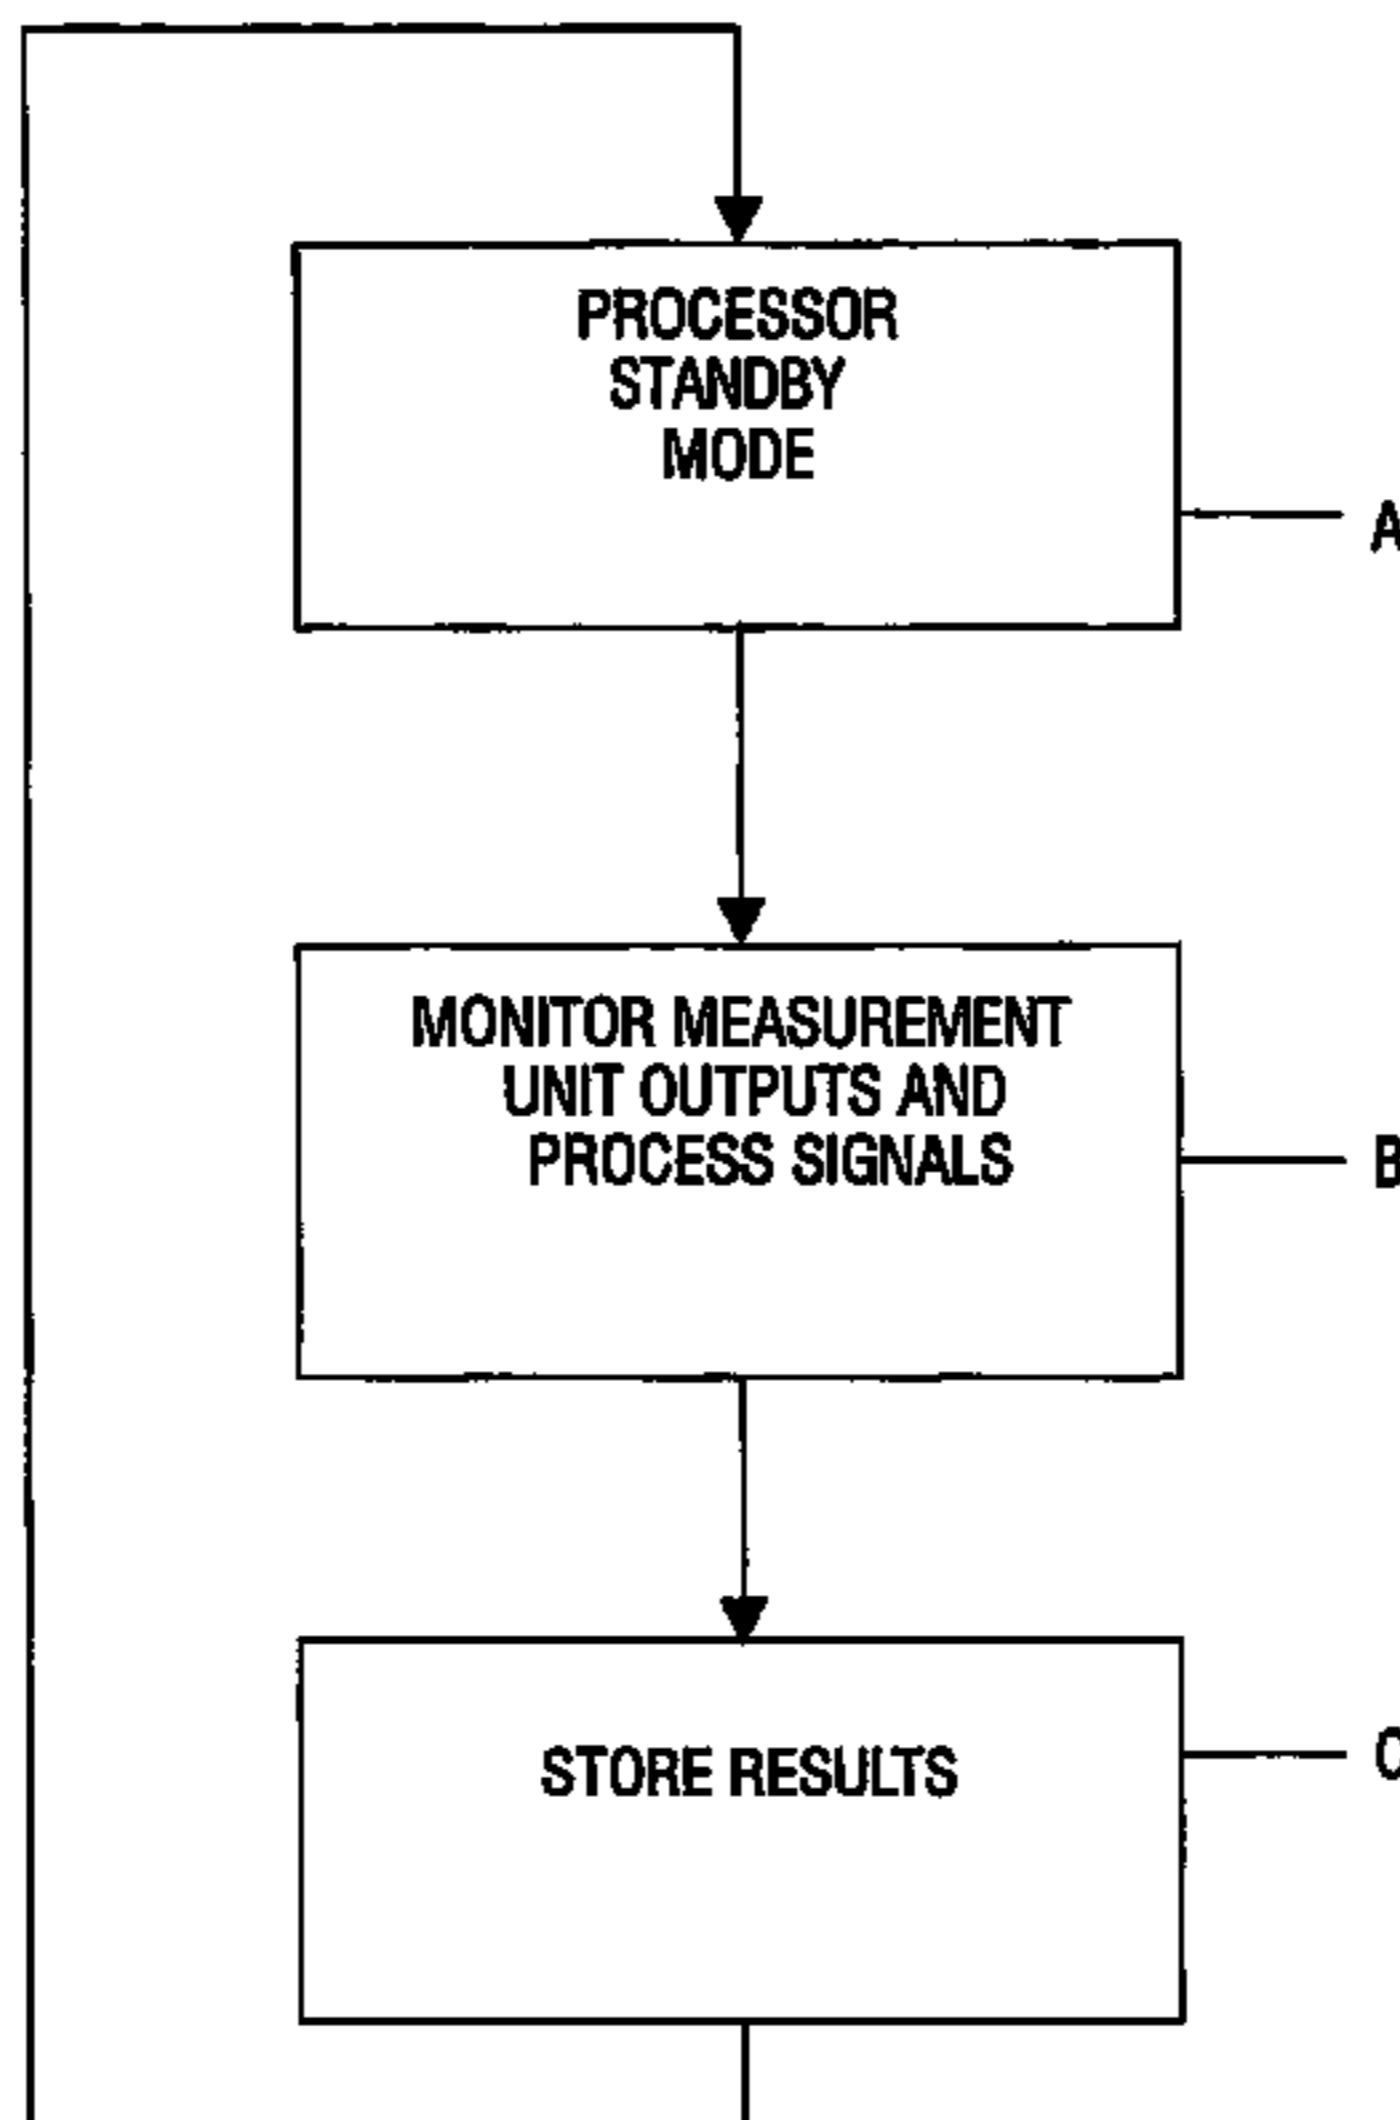 PROCESSOR
STANDBY
MODE
A
MONITOR MEASUREMENT
UNIT OUTPUTS AND
PROCESS SIGNALS
B
STORE RESULTS
C